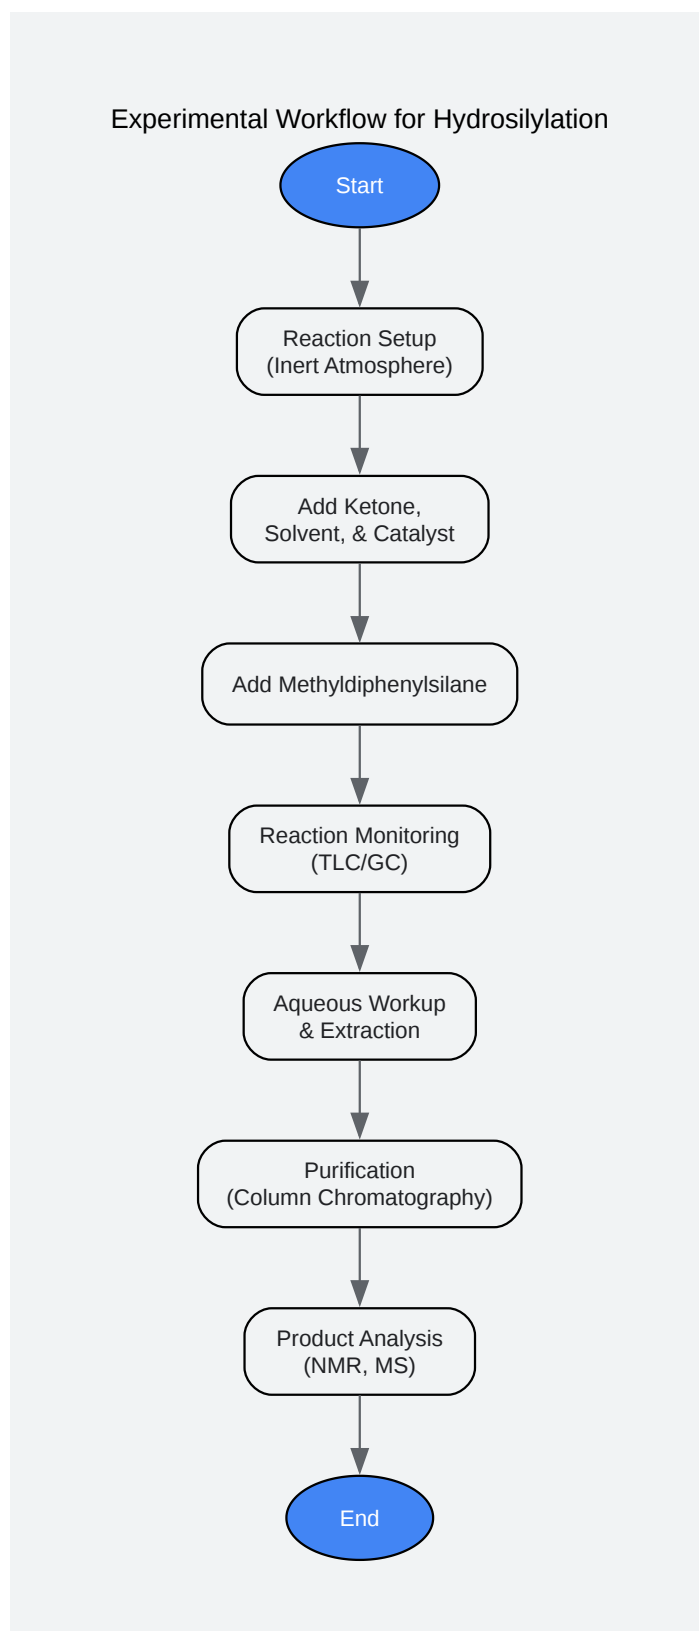 Experimental Workflow for Hydrosilylation
Start
Reaction Setup
(Inert Atmosphere)
Add Ketone,
Solvent, & Catalyst
Add Methyldiphenylsilane
Reaction Monitoring
(TLC/GC)
Aqueous Workup
& Extraction
Purification
(Column Chromatography)
Product Analysis
(NMR, MS)
End